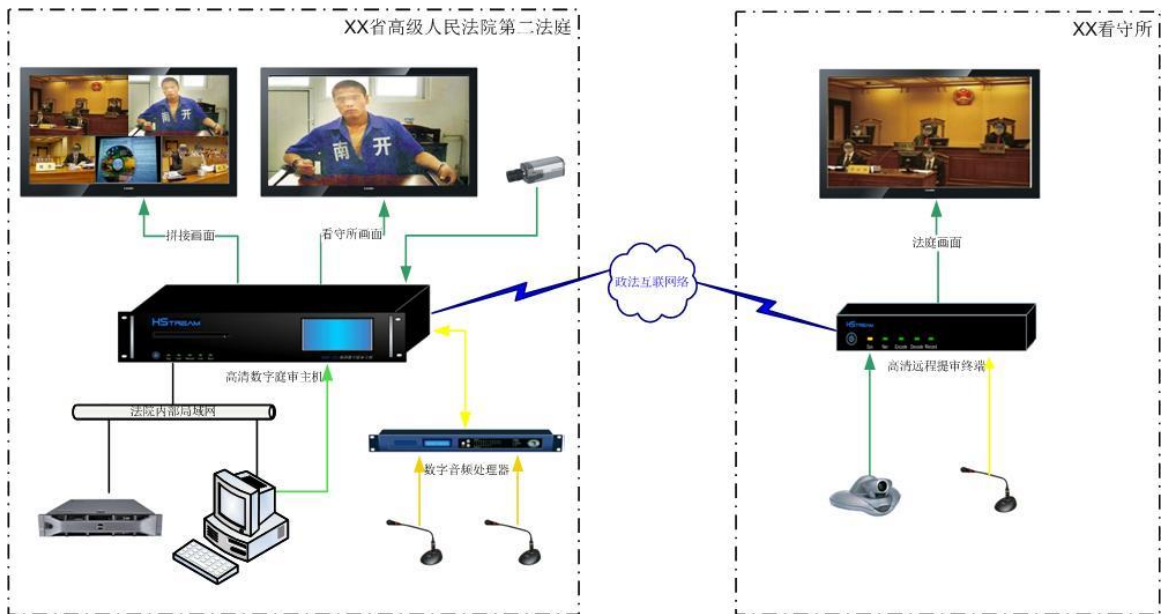 XX省高级人民法院第二法庭
XX看守所
南 开
南 开
拼接画面
看守所画面
法庭画面
政法互联网络
HSTREAM
HSTREAM
高清数字庭审主机
高清远程提审终端
法院内部局域网
数字音频处理器